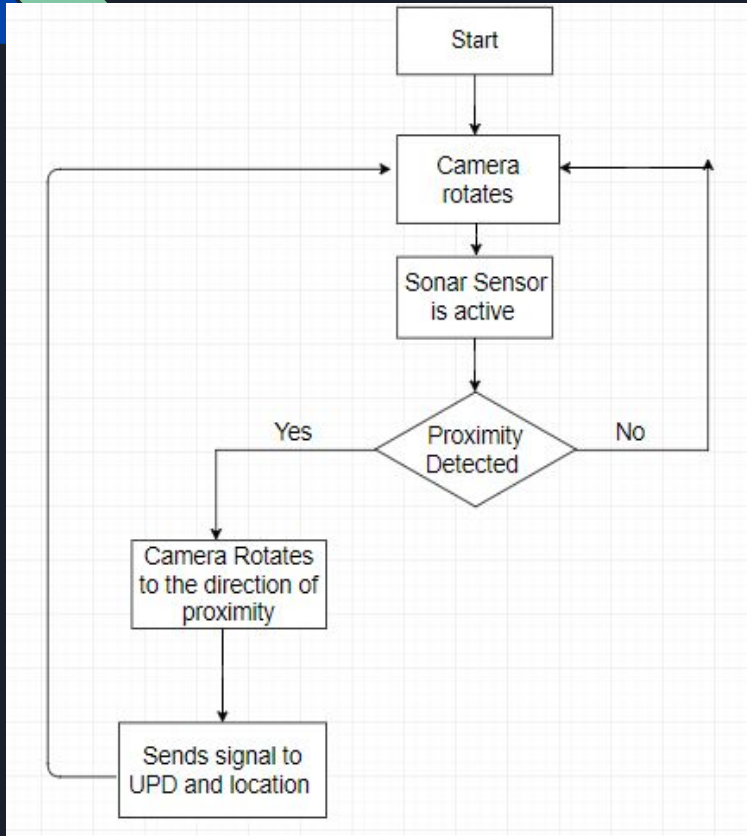 Start
Camera
rotates
Sonar Sensor
is active
Proximity
Detected
Yes
No
Camera Rotates
to the direction of
proximity
Sends signal to
UPD and location